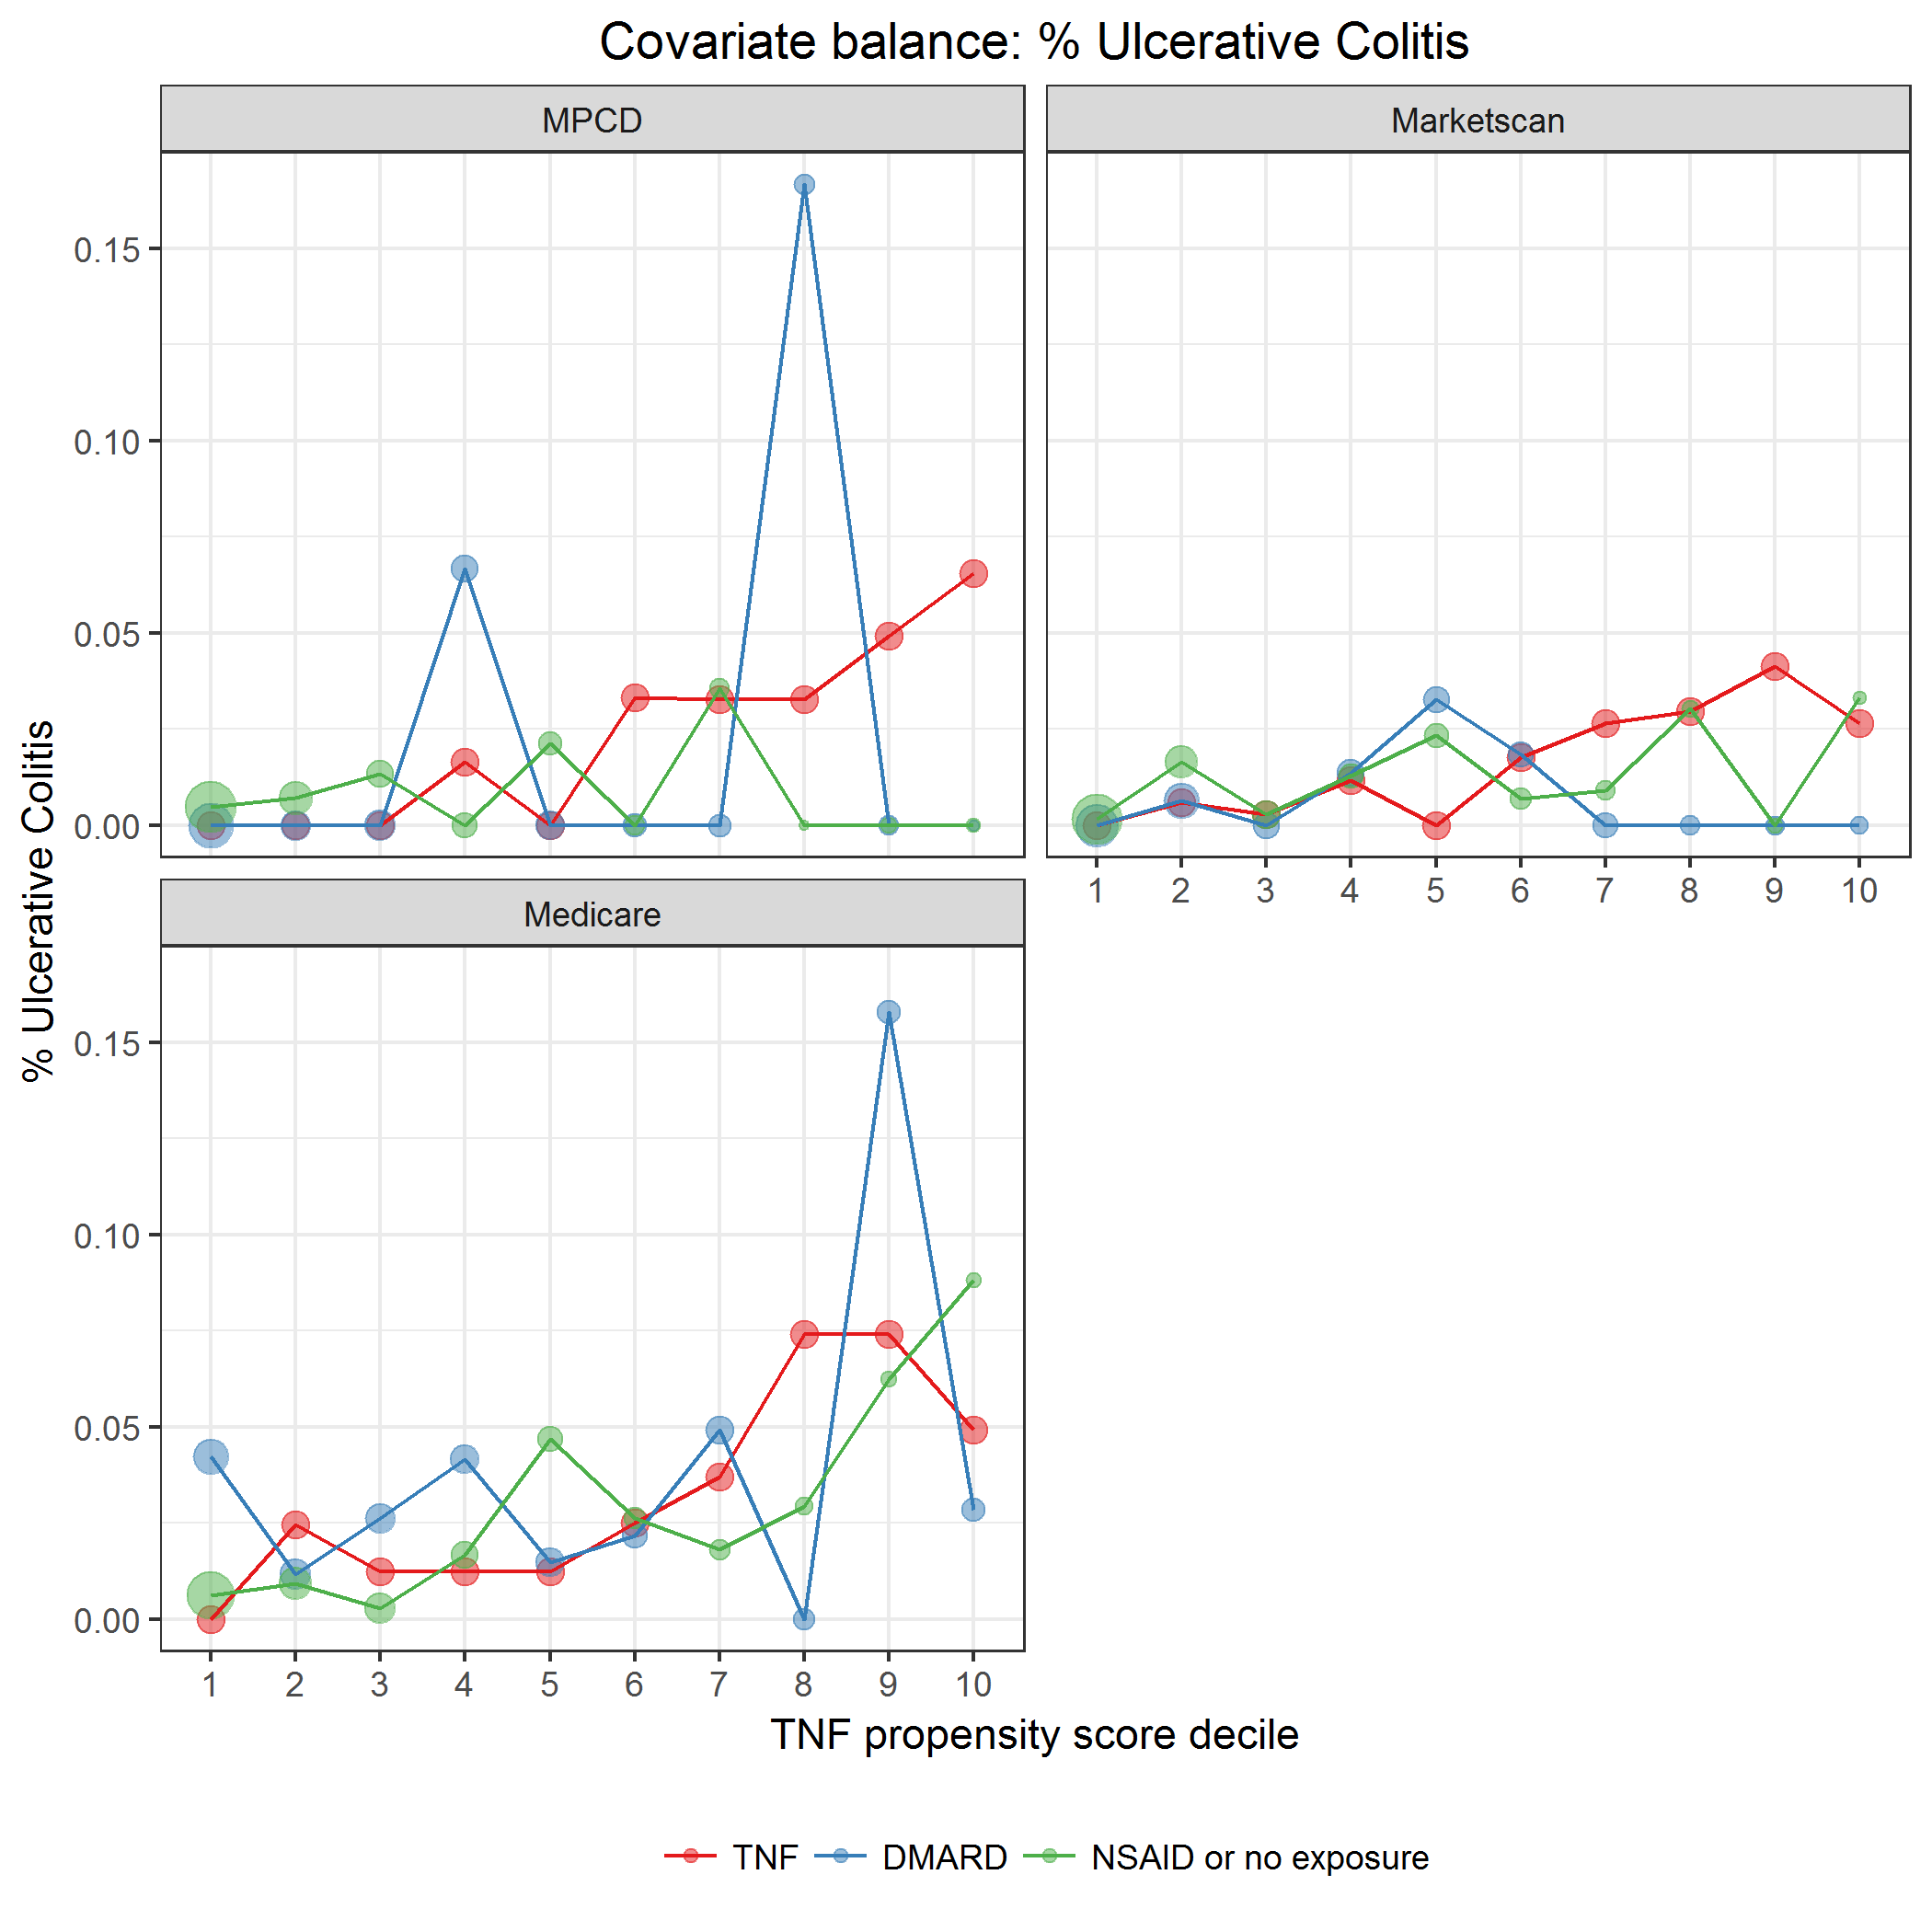 Covariate balance: % Ulcerative Colitis
MPCD
Marketscan
0.15
0.10
0.05
0.00
1 2 3 4 5 6 7 8 9 10
Medicare
0.15
0.10
0.05
0.00
1 2 3 4 5 6 7 8 9 10
% Ulcerative Colitis
TNF propensity score decile
TNF DMARD NSAID or no exposure